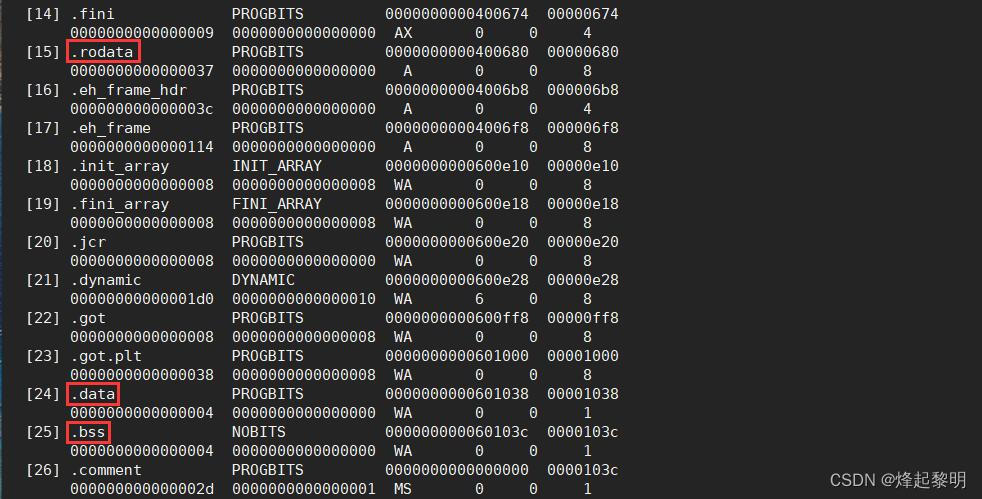 [14] .fini PROGBITS 0000000000400674 00000674
0000000000000009 0000000000000000 AX 0 0 4
[15] .rodata PROGBITS 0000000000400680 00000680
0000000000000037 0000000000000000 A 0 0 8
[16] .eh_frame_hdr PROGBITS 00000000004006b8 000006b8
000000000000003c 0000000000000000 A 0 0 4
[17] .eh_frame PROGBITS 00000000004006f8 000006f8
0000000000000114 0000000000000000 A 0 0 8
[18] .init_array INIT_ARRAY 0000000000600e10 00000e10
0000000000000008 0000000000000008 WA 0 0 8
[19] .fini_array FINI_ARRAY 0000000000600e18 00000e18
0000000000000008 0000000000000008 WA 0 0 8
[20] .jcr PROGBITS 0000000000600e20 00000e20
0000000000000008 0000000000000000 WA 0 0 8
[21] .dynamic DYNAMIC 0000000000600e28 00000e28
00000000000001d0 0000000000000010 WA 6 0 8
[22] .got PROGBITS 0000000000600ff8 00000ff8
0000000000000008 0000000000000008 WA 0 0 8
[23] .got.plt PROGBITS 0000000000601000 00001000
0000000000000038 0000000000000008 WA 0 0 8
[24] .data PROGBITS 0000000000601038 00001038
0000000000000004 0000000000000000 WA 0 0 1
[25] .bss NOBITS 000000000060103c 0000103c
0000000000000004 0000000000000000 WA 0 0 1
[26] .comment PROGBITS 0000000000000000 0000103c
000000000000002d 0000000000000001 MS 0 0 1
CSDN @烽起黎明